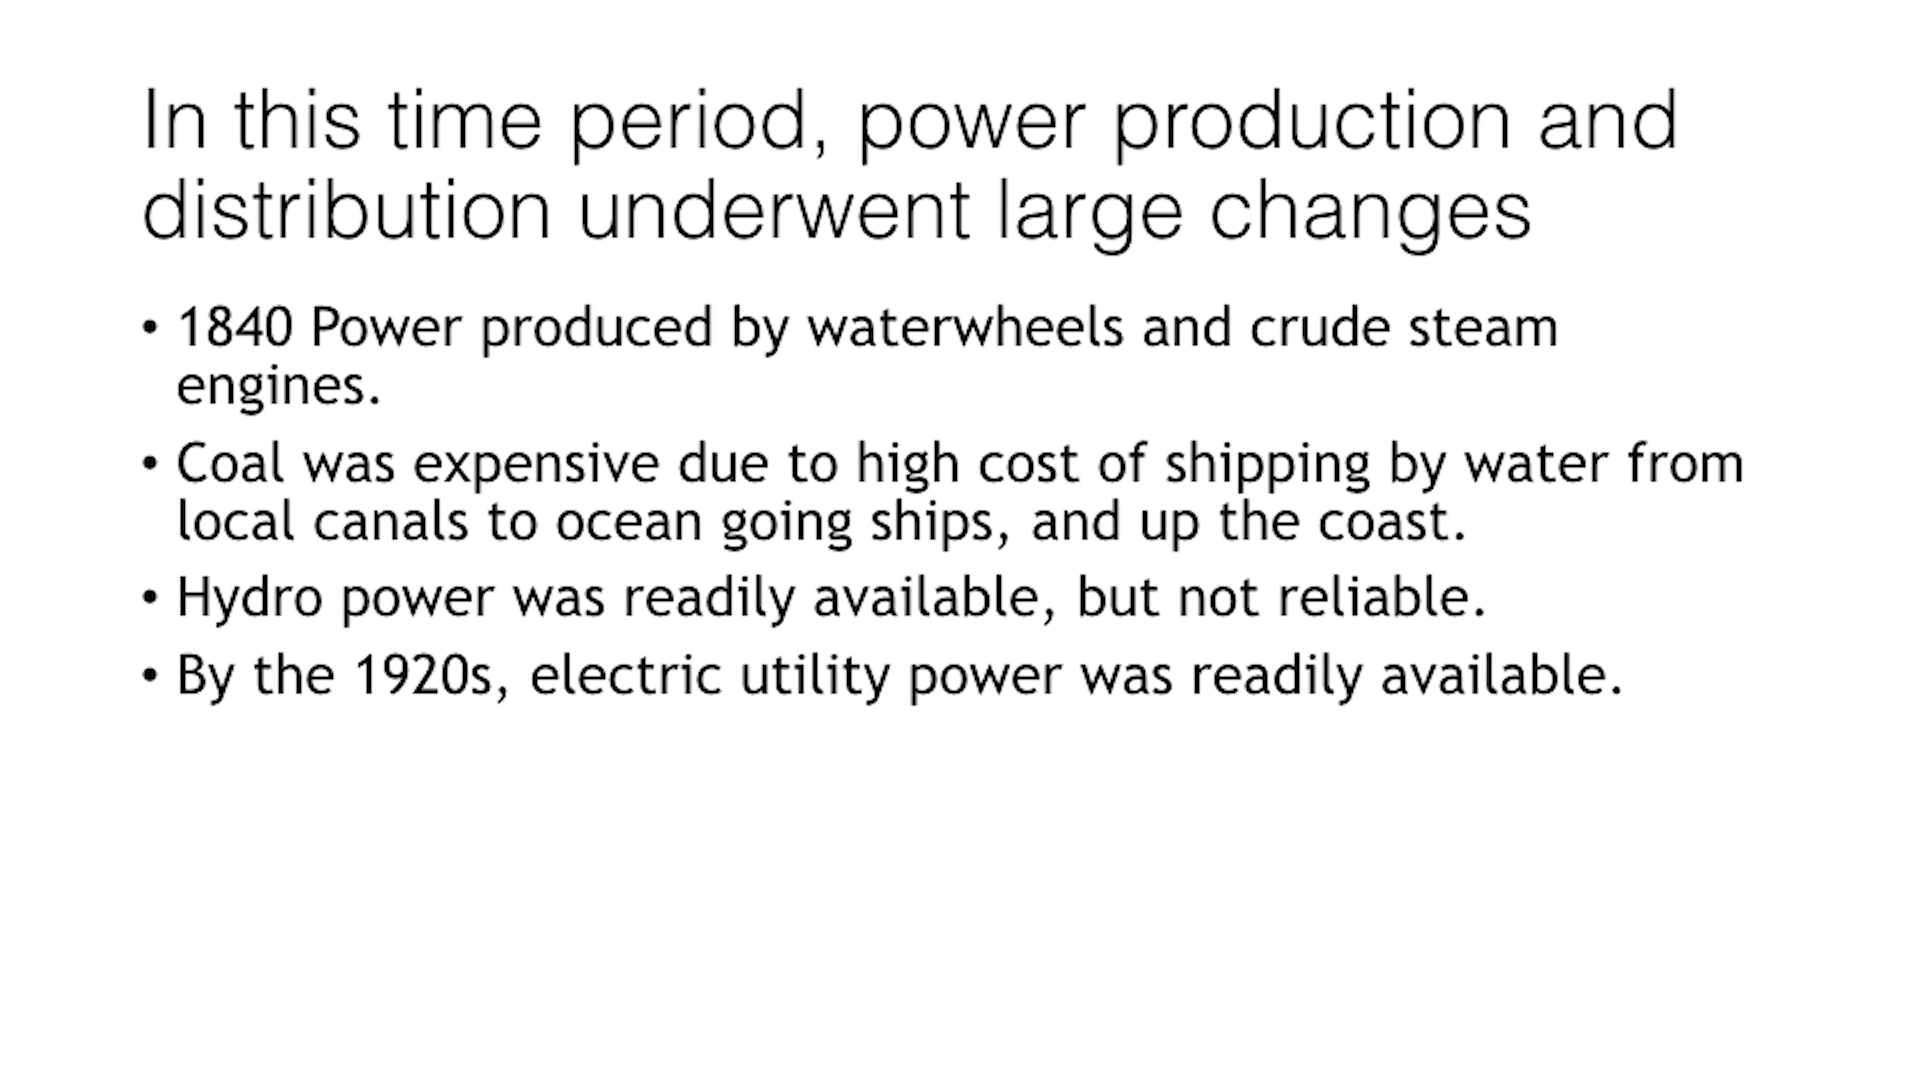 In this time period, power production and
distribution underwent large changes
• 1840 Power produced by waterwheels and crude steam
engines.
• Coal was expensive due to high cost of shipping by water from
local canals to ocean going ships, and up the coast.
• Hydro power was readily available, but not reliable.
• By the 1920s, electric utility power was readily available.